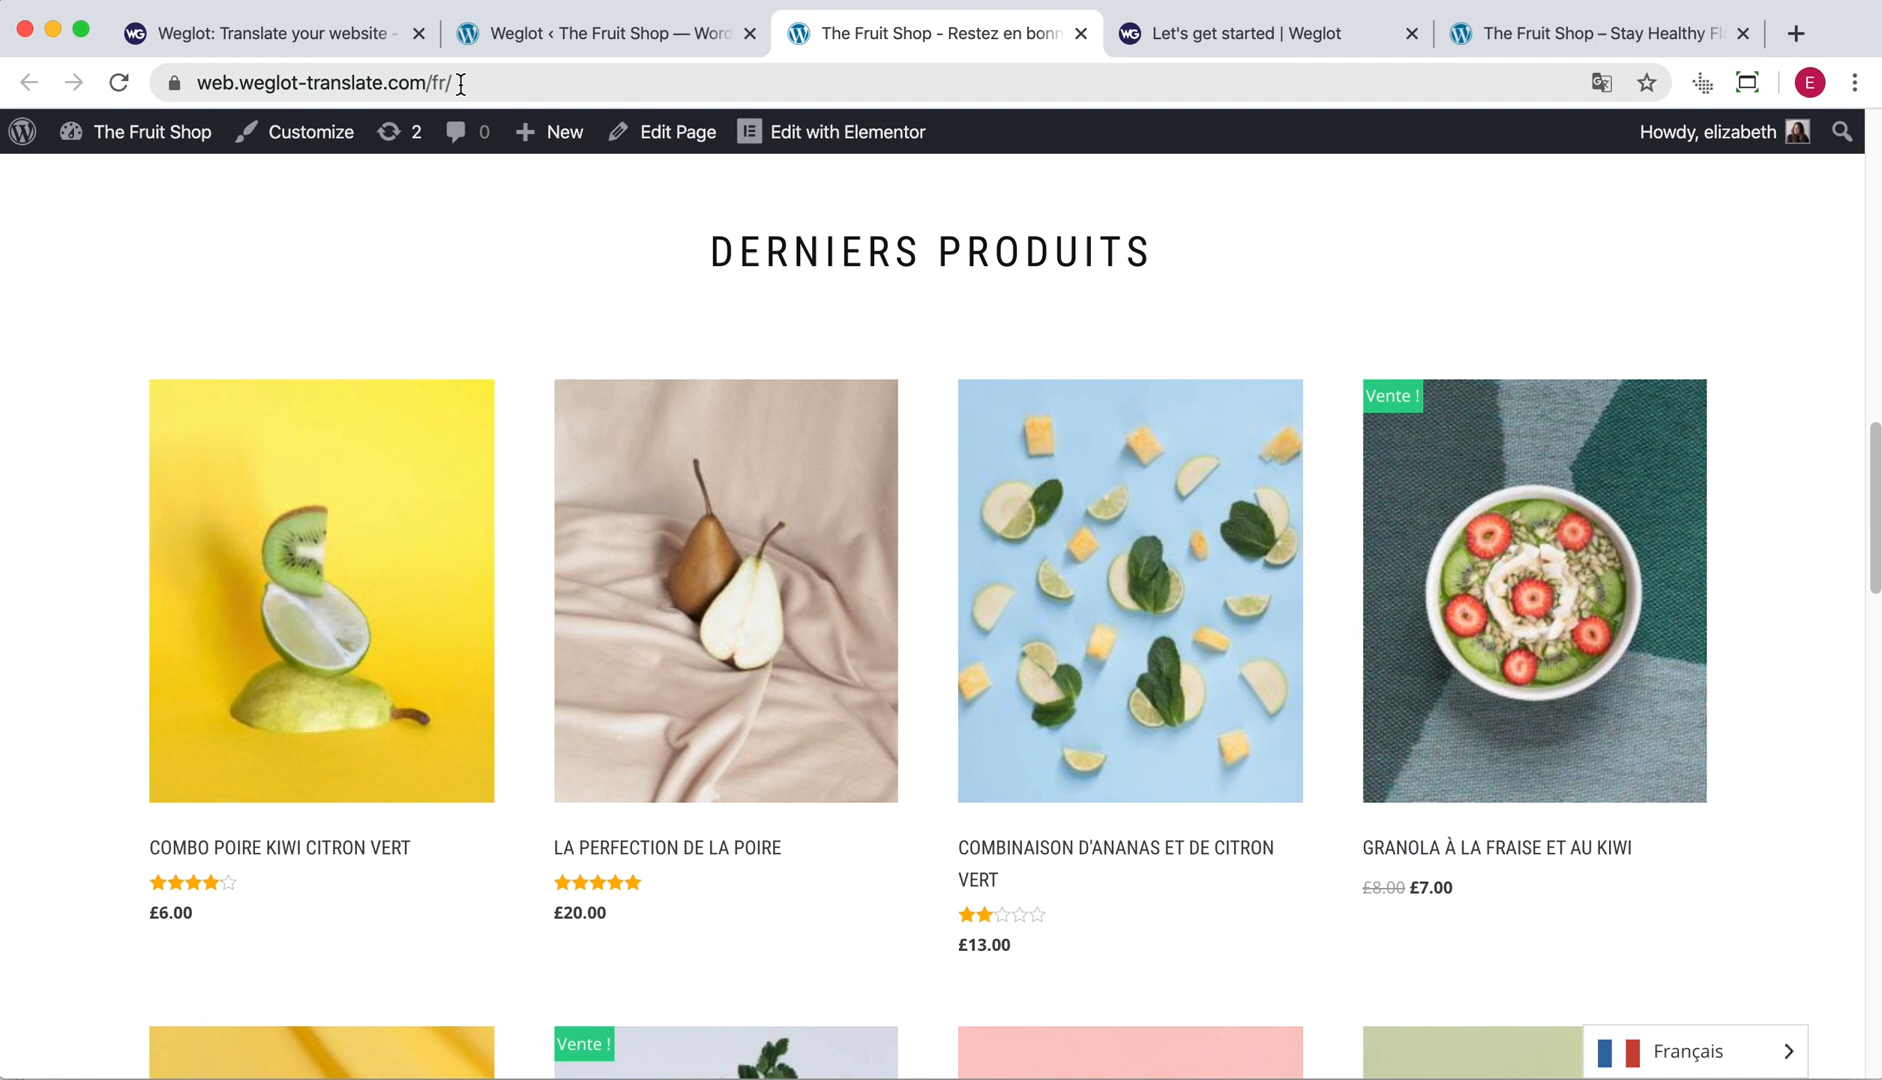 Weglot: Translate your website -
Weglot ‹ The Fruit Shop — Word
The Fruit Shop - Restez en bonn
Let's get started | Weglot
The Fruit Shop – Stay Healthy Fl
web.weglot-translate.com/fr/
E
The Fruit Shop
Customize
2
0
New
Edit Page
Edit with Elementor
Howdy, elizabeth
DERNIERS PRODUITS
Vente !
COMBO POIRE KIWI CITRON VERT
£6.00
LA PERFECTION DE LA POIRE
£20.00
COMBINAISON D'ANANAS ET DE CITRON
VERT
£13.00
GRANOLA À LA FRAISE ET AU KIWI
£8.00 £7.00
Vente !
Français